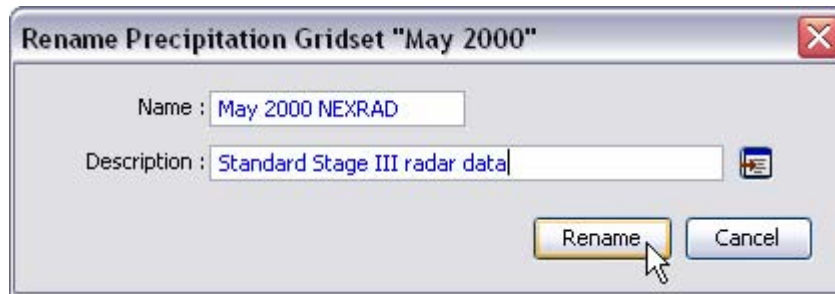 Rename Precipitation Gridset "May 2000"
Name : May 2000 NEXRAD
Description : Standard Stage III radar data
Rename Cancel